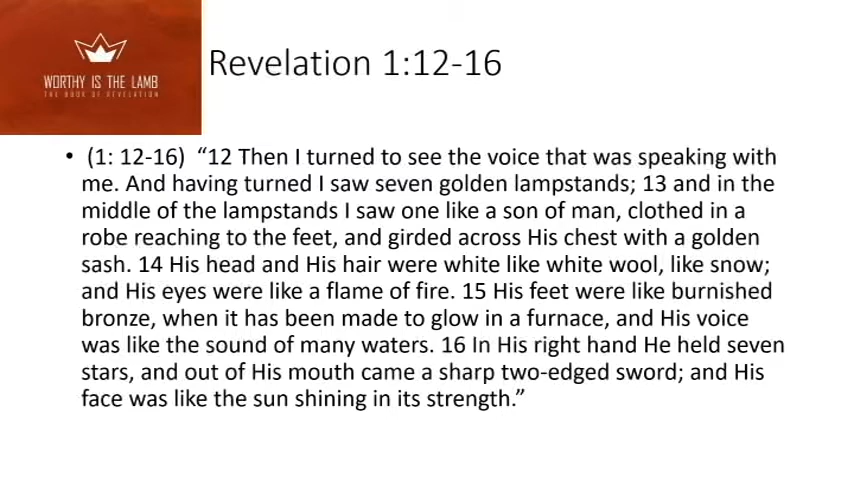 WORTHY IS THE LAMB
THE BOOK OF REVELATION
Revelation 1:12-16
• (1: 12-16) “12 Then I turned to see the voice that was speaking with
me. And having turned I saw seven golden lampstands; 13 and in the
middle of the lampstands I saw one like a son of man, clothed in a
robe reaching to the feet, and girded across His chest with a golden
sash. 14 His head and His hair were white like white wool, like snow;
and His eyes were like a flame of fire. 15 His feet were like burnished
bronze, when it has been made to glow in a furnace, and His voice
was like the sound of many waters. 16 In His right hand He held seven
stars, and out of His mouth came a sharp two-edged sword; and His
face was like the sun shining in its strength.”